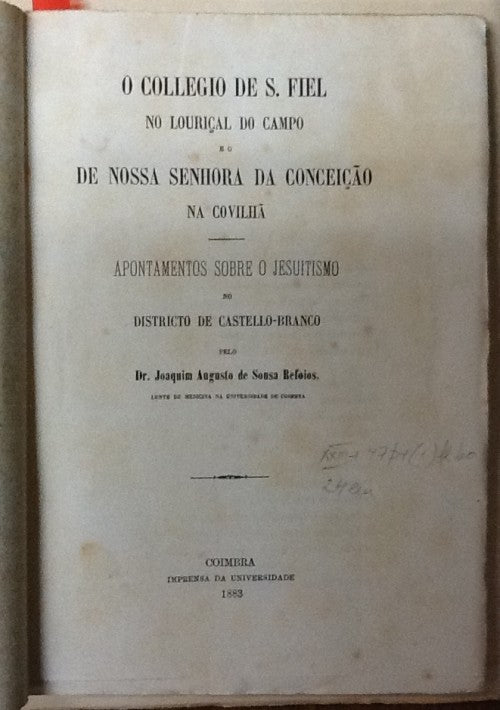 O COLLEGIO DE S. FIEL
NO LOURIÇAL DO CAMPO
E O
DE NOSSA SENHORA DA CONCEIÇÃO
NA COVILHÃ
APONTAMENTOS SOBRE O JESUITISMO
NO
DISTRICTO DE CASTELLO-BRANCO
PELO
Dr. Joaquim Augusto de Sousa Refoios.
LENTE DE MEDICINA NA UNIVERSIDADE DE COIMBRA
COIMBRA
IMPRENSA DA UNIVERSIDADE
1883